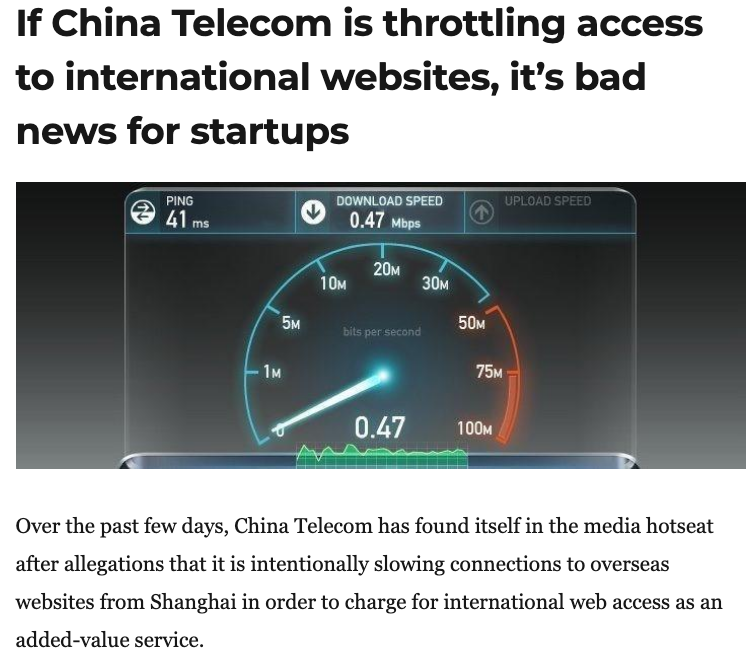 If China Telecom is throttling access
to international websites, it’s bad
news for startups
PING
41 ms
DOWNLOAD SPEED
0.47 Mbps
UPLOAD SPEED
20M
10M
30M
5M
50M
bits per second
1M
75M
0
0.47
100M
Over the past few days, China Telecom has found itself in the media hotseat
after allegations that it is intentionally slowing connections to overseas
websites from Shanghai in order to charge for international web access as an
added-value service.